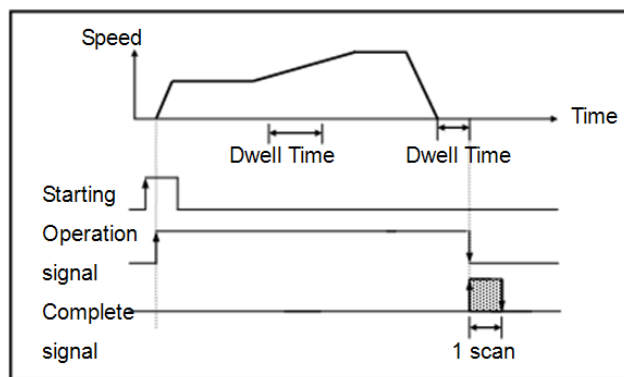 Speed
Time
Dwell Time Dwell Time
Starting
Operation
signal
Complete
signal
1 scan